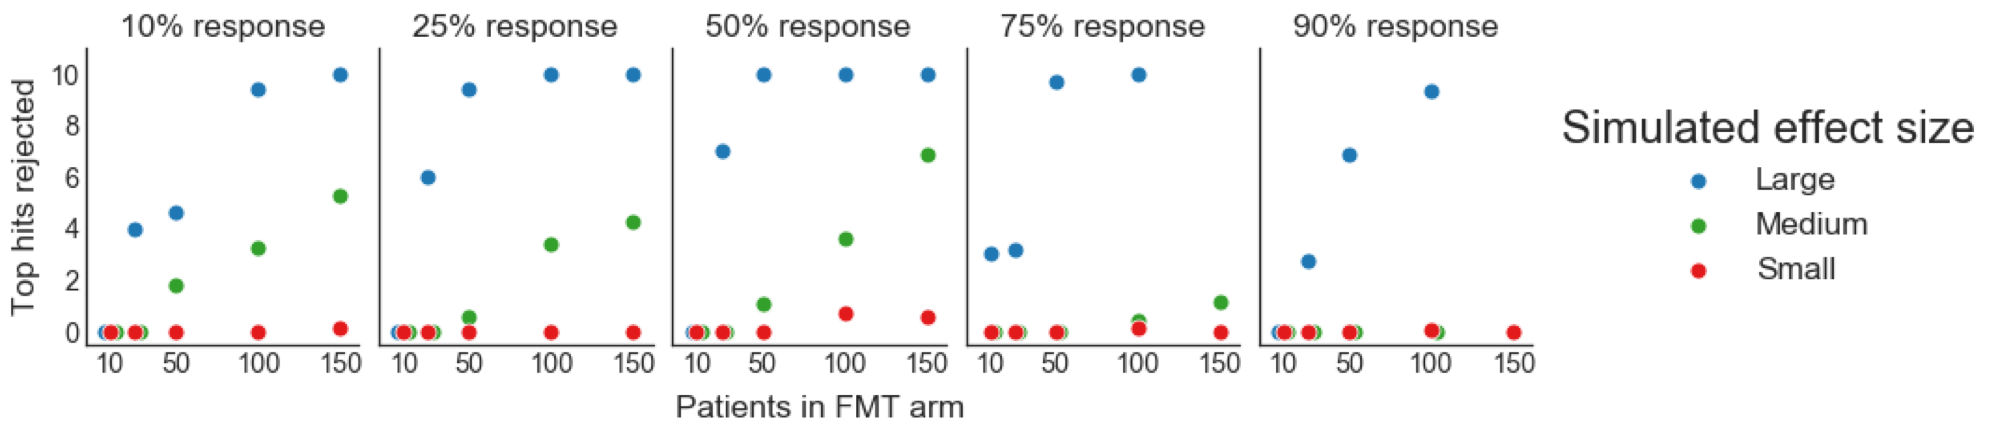 10% response 25% response 50% response 75% response 90% response
Top hits rejected
10
8
6
4
2
0
10 50 100 150 10 50 100 150 10 50 100 150 10 50 100 150 10 50 100 150
Patients in FMT arm
Simulated effect size
Large
Medium
Small